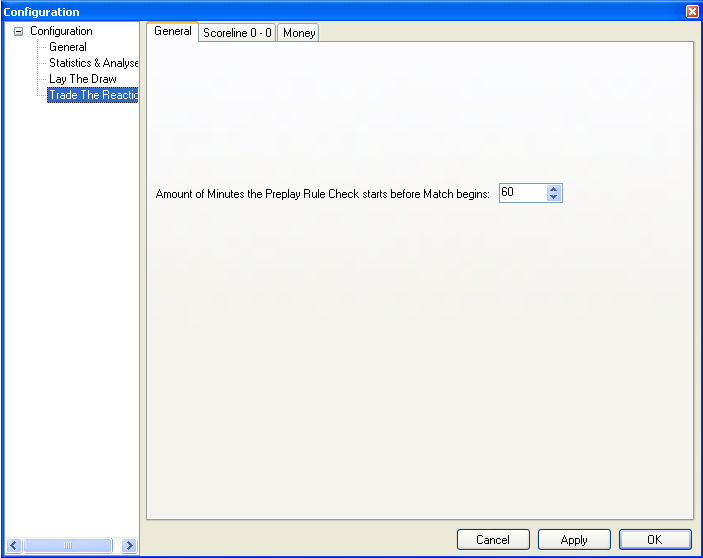 Configuration
Configuration
General
Statistics & Analyse
Lay The Draw
Trade The Reactio
General
Scoreline 0 - 0
Money
Amount of Minutes the Preplay Rule Check starts before Match begins:
60
Cancel
Apply
OK